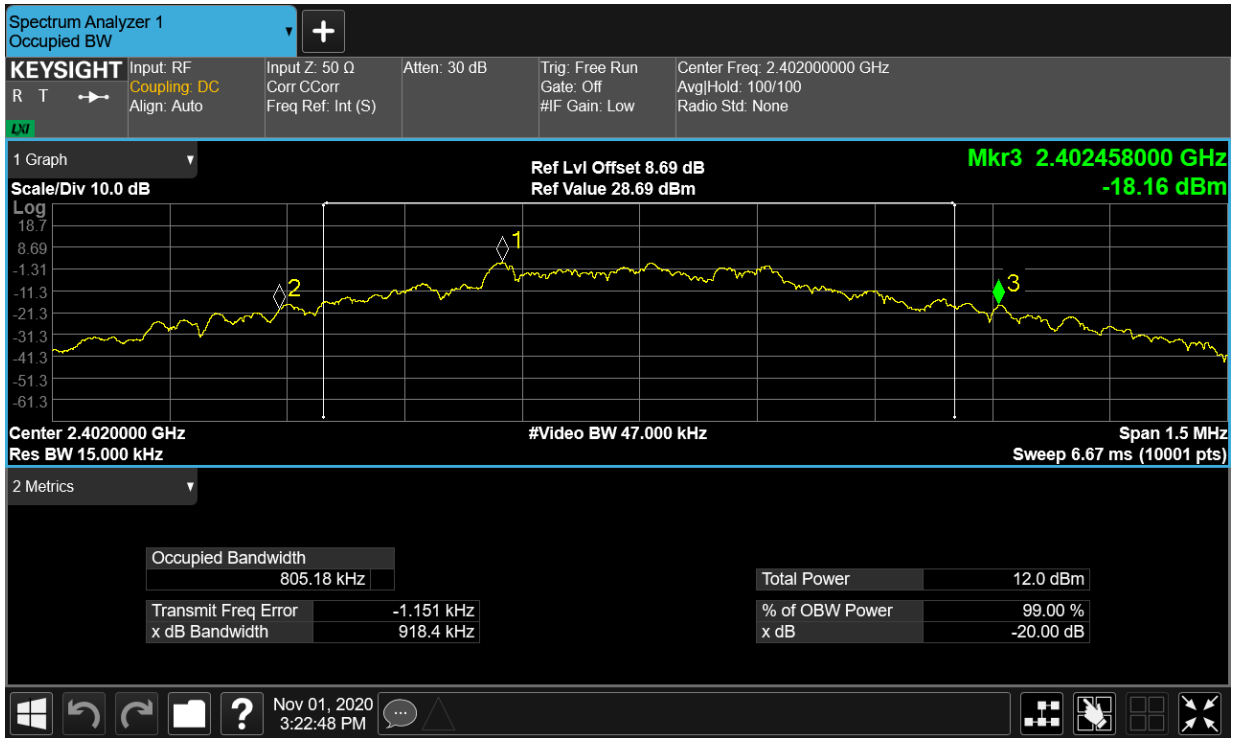 Spectrum Analyzer 1
Occupied BW
KEYSIGHT
R T
LXI
Input: RF
Coupling: DC
Align: Auto
Input Z: 50 Ω
Corr CCorr
Freq Ref: Int (S)
Atten: 30 dB
Trig: Free Run
Gate: Off
#IF Gain: Low
Center Freq: 2.402000000 GHz
Avg|Hold: 100/100
Radio Std: None
1 Graph
Scale/Div 10.0 dB
Ref Lvl Offset 8.69 dB
Ref Value 28.69 dBm
Mkr3 2.402458000 GHz
-18.16 dBm
Log
18.7
8.69
-1.31
-11.3
-21.3
-31.3
-41.3
-51.3
-61.3
1
2
3
Center 2.4020000 GHz
#Video BW 47.000 kHz
Span 1.5 MHz
Res BW 15.000 kHz
Sweep 6.67 ms (10001 pts)
2 Metrics
Occupied Bandwidth
805.18 kHz
Transmit Freq Error -1.151 kHz
x dB Bandwidth 918.4 kHz
Total Power 12.0 dBm
% of OBW Power 99.00 %
x dB -20.00 dB
?
Nov 01, 2020
3:22:48 PM